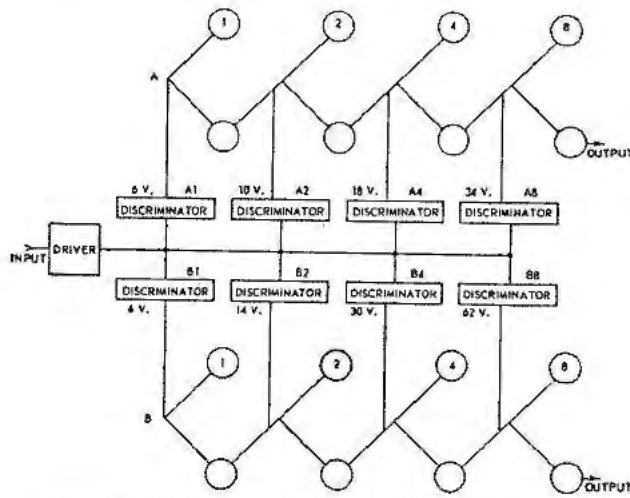 1 2 4 8
A
OUTPUT
6 V. A1 10 V. A2 18 V. A4 34 V. A8
DISCRIMINATOR DISCRIMINATOR DISCRIMINATOR DISCRIMINATOR
INPUT DRIVER
B1 B2 B4 B8
DISCRIMINATOR DISCRIMINATOR DISCRIMINATOR DISCRIMINATOR
6 V. 14 V. 30 V. 62 V.
1 2 4 8
B
OUTPUT